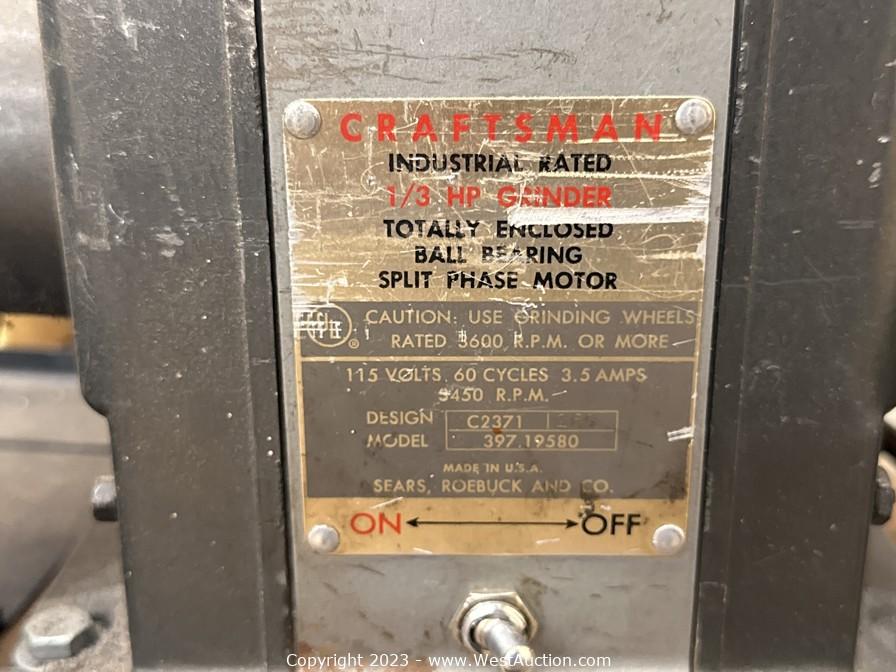 CRAFTSMAN
INDUSTRIAL RATED
1/3 HP GRINDER
TOTALLY ENCLOSED
BALL BEARING
SPLIT PHASE MOTOR
CAUTION: USE GRINDING WHEELS
® RATED 3600 R.P.M. OR MORE
115 VOLTS 60 CYCLES 3.5 AMPS
3450 R.P.M.
DESIGN C2371
MODEL 397.19580
MADE IN U.S.A.
SEARS, ROEBUCK AND CO.
ON OFF
Copyright 2023 - www.WestAuction.com